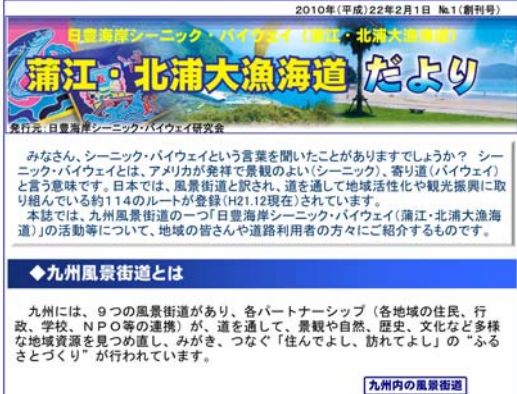 2010年(平成)22年2月1日 №1(創刊号)
日豊海岸シーニック・バイウェイ(蒲江・北浦大漁海道)
蒲江・北浦大漁海道 だより
発行元:日豊海岸シーニック・バイウェイ研究会
みなさん、シーニック・バイウェイという言葉を聞いたことがありますでしょうか? シー
ニック・バイウェイとは、アメリカが発祥で景観のよい(シーニック)、寄り道(バイウェイ)
と言う意味です。日本では、風景街道と訳され、道を通して地域活性化や観光振興に取
り組んでいる約114のルートが登録(H21.12現在)されています。
本誌では、九州風景街道の一つ「日豊海岸シーニック・バイウェイ(蒲江・北浦大漁海
道)」の活動等について、地域の皆さんや道路利用者の方々にご紹介するものです。
◆九州風景街道とは
九州には、9つの風景街道があり、各パートナーシップ(各地域の住民、行
政、学校、NPO等の連携)が、道を通して、景観や自然、歴史、文化など多様
な地域資源を見つめ直し、みがき、つなぐ「住んでよし、訪れてよし」の“ふる
さとづくり”が行われています。
九州内の風景街道